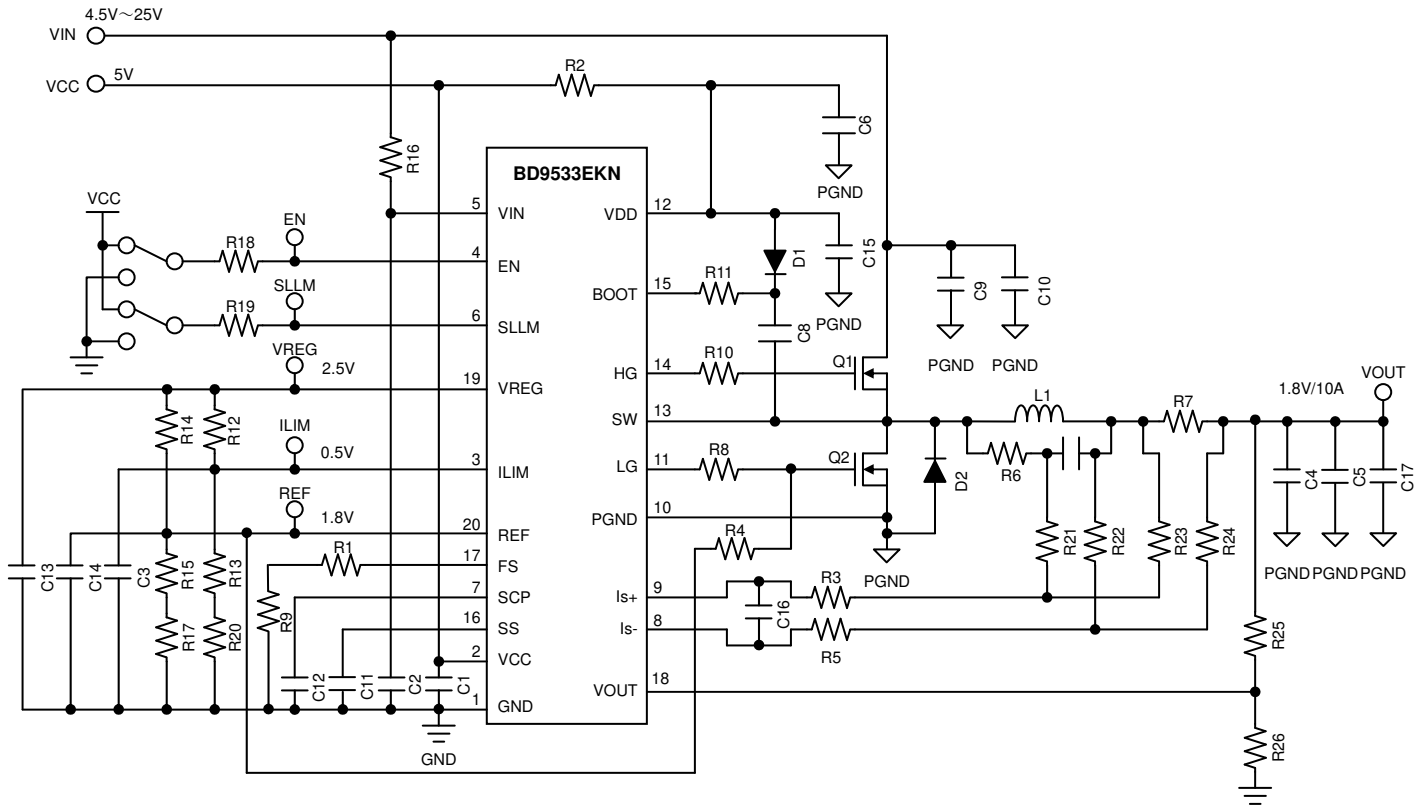 4.5V～25V
VIN
VCC
5V
R2
C6
PGND
R16
BD9533EKN
VCC
5
VIN
VDD
12
EN
R18
4
EN
D1
C15
PGND
R11
BOOT
15
C9
C10
PGND
PGND
SLLM
R19
6
SLLM
C8
VREG
2.5V
19
VREG
R10
HG
14
Q1
R14
R12
SW
13
L1
R7
1.8V/10A
VOUT
ILIM
0.5V
3
ILIM
LG
11
R8
Q2
D2
R6
C4
C5
C17
PGND
PGND
PGND
REF
1.8V
20
REF
PGND
10
R4
PGND
R21
R22
R23
R24
R1
17
FS
C13
C14
C3
R15
R13
R9
7
SCP
Is+
9
C16
R3
16
SS
Is-
8
R5
R17
R20
R25
2
VCC
C12
C11
C2
C1
VOUT
18
1
GND
GND
R26